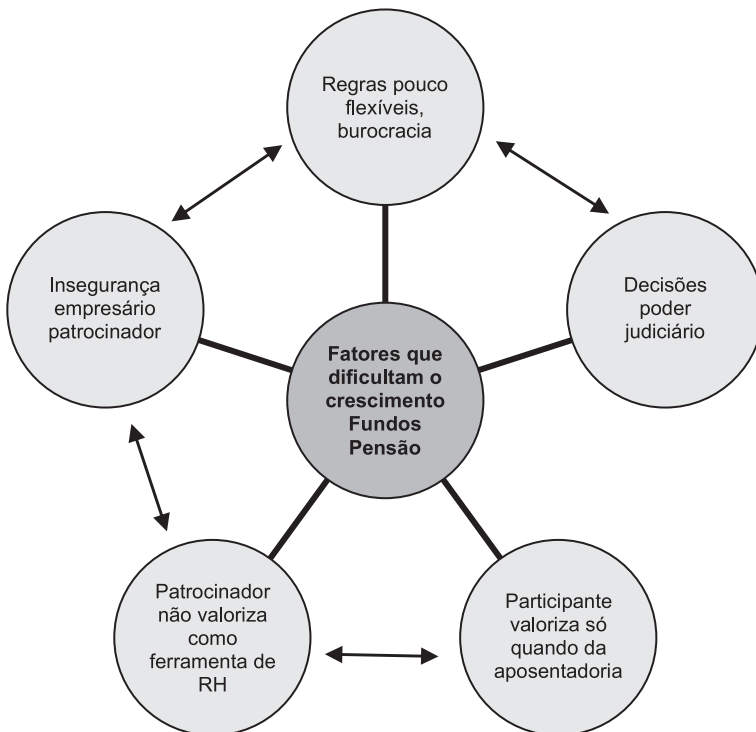 Regras pouco
flexíveis,
burocracia
Insegurança
empresário
patrocinador
Decisões
poder
judiciário
Fatores que
dificultam o
crescimento
Fundos
Pensão
Patrocinador
não valoriza
como
ferramenta de
RH
Participante
valoriza só
quando da
aposentadoria